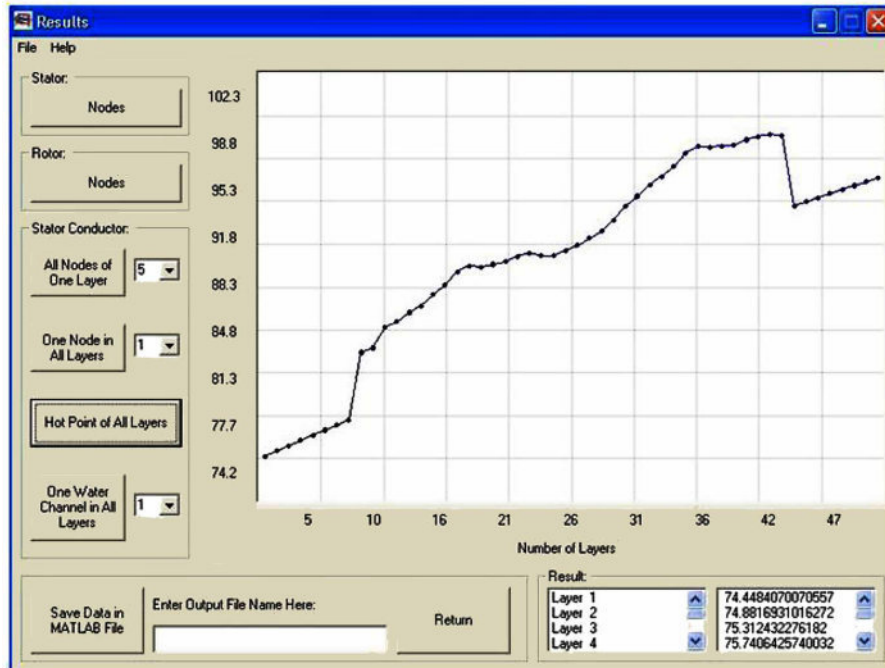 Results
File Help
Stator:
Nodes
Rotor:
Nodes
Stator Conductor:
All Nodes of
One Layer
5
One Node in
All Layers
1
Hot Point of All Layers
One Water
Channel in All
Layers
1
102.3
98.8
95.3
91.8
88.3
84.8
81.3
77.7
74.2
5 10 16 21 26 31 36 42 47
Number of Layers
Save Data in
MATLAB File
Enter Output File Name Here:
Return
Result:
Layer 1 74.4484070070557
Layer 2 74.8816931016272
Layer 3 75.312432276182
Layer 4 75.7406425740032